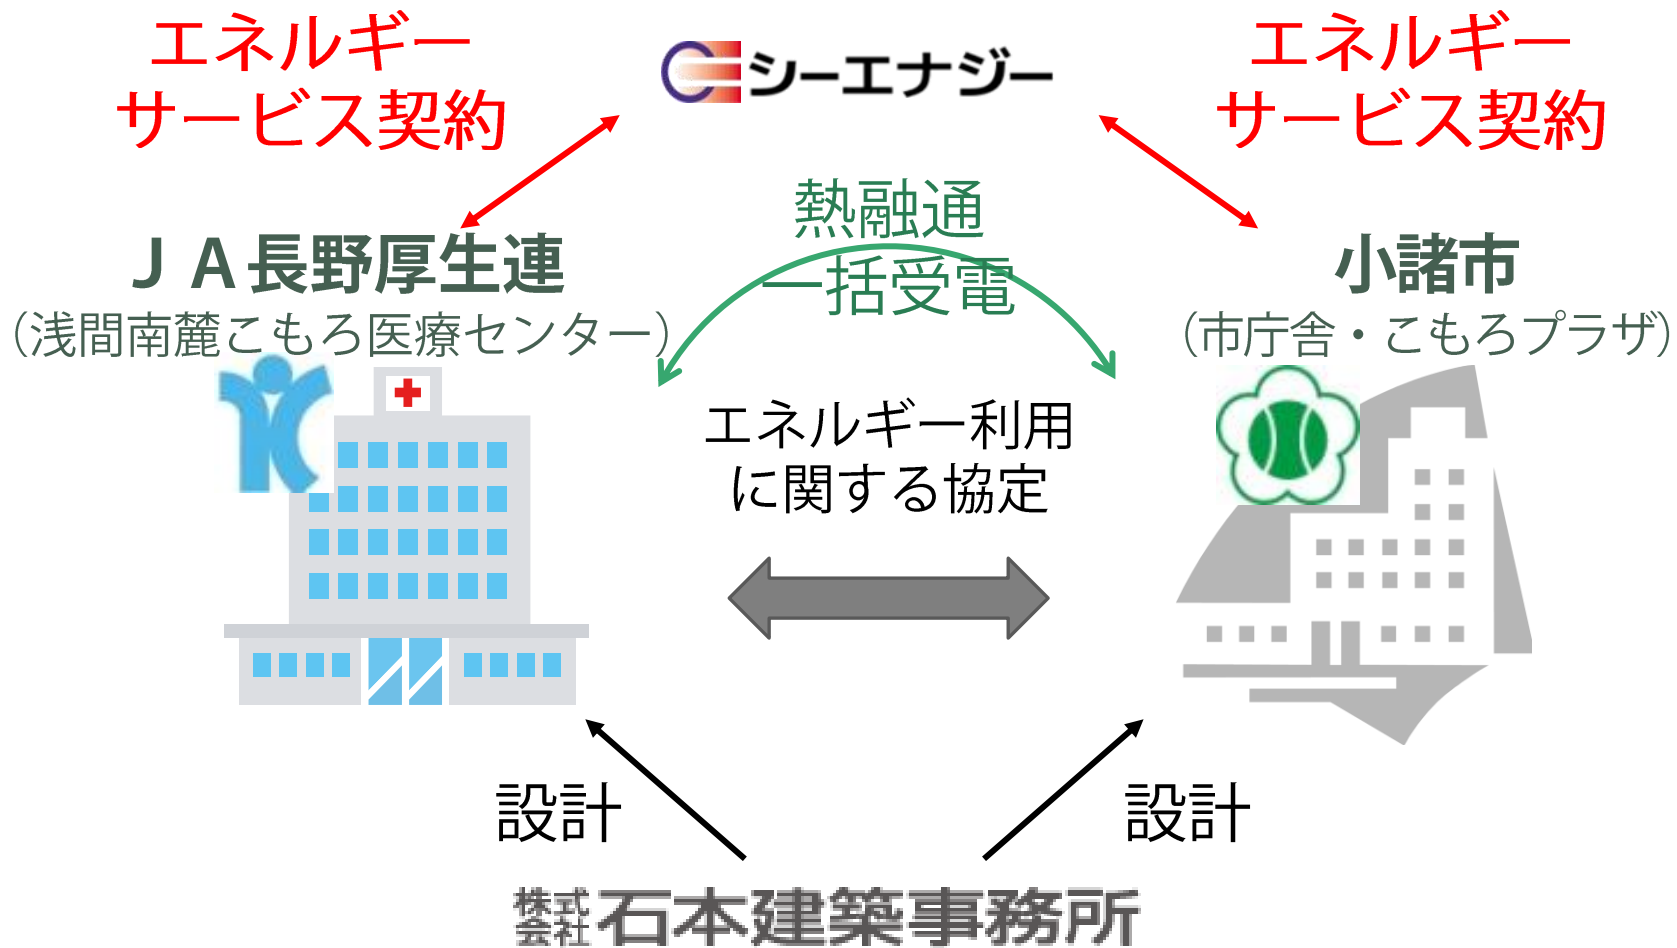 エネルギー
サービス契約
シーエナジー
エネルギー
サービス契約
熱融通
一括受電
ＪＡ長野厚生連
（浅間南麓こもろ医療センター）
小諸市
（市庁舎・こもろプラザ）
エネルギー利用
に関する協定
設計
設計
株式会社 石本建築事務所